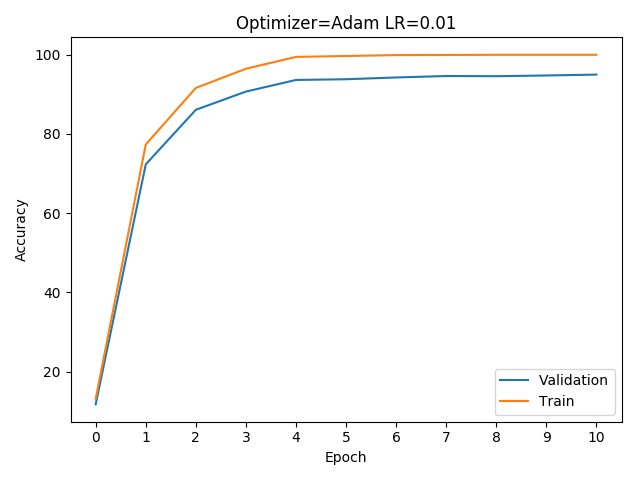 Optimizer=Adam LR=0.01
100
80
60
40
20
Accuracy
Validation
Train
0 1 2 3 4 5 6 7 8 9 10
Epoch